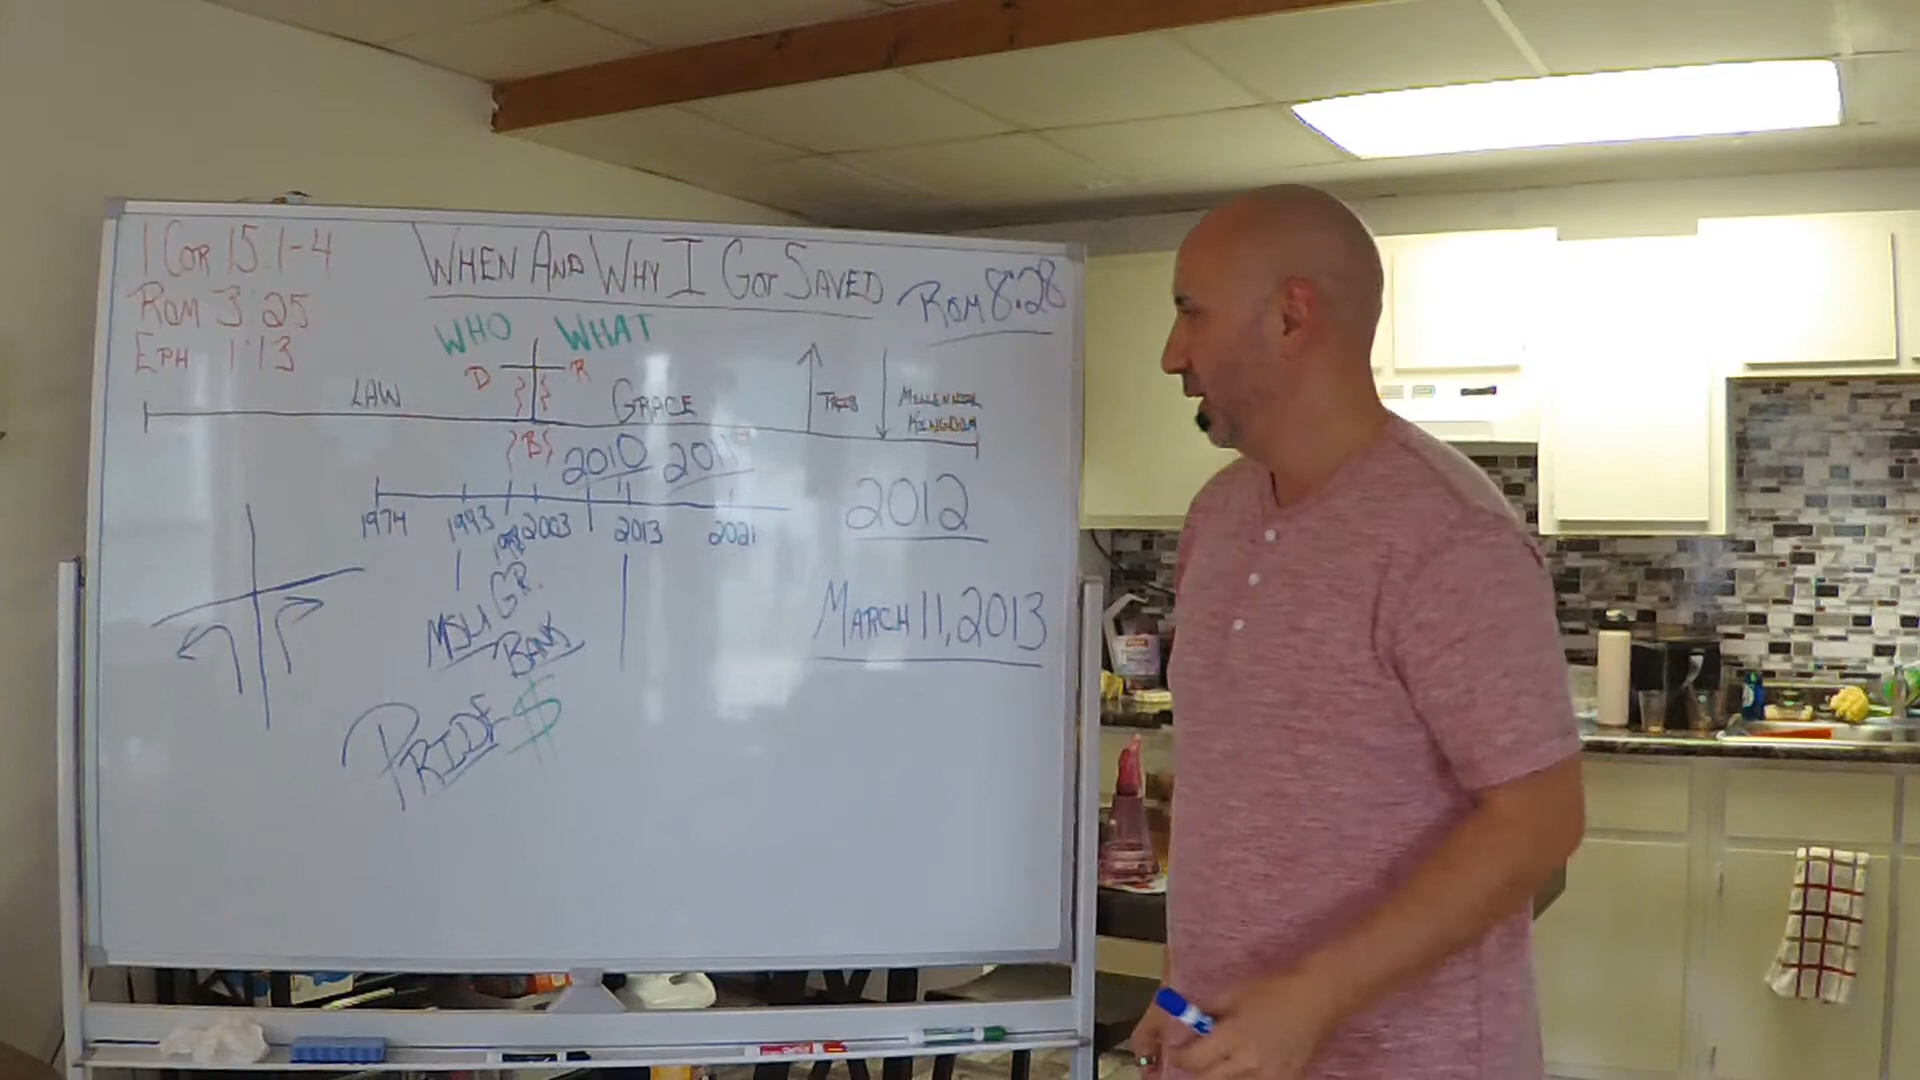 1 COR 15:1-4
ROM 3:25
EPH 1:13
WHEN AND WHY I GOT SAVED
ROM 8:28
WHO WHAT
D R
LAW
GRACE
TRIB
MILLENNIAL
KINGDOM
B
2010 2011
1974 1993 1998 2003 2013 2021
2012
MARCH 11, 2013
MSU
GR.
BANK
PRIDE $